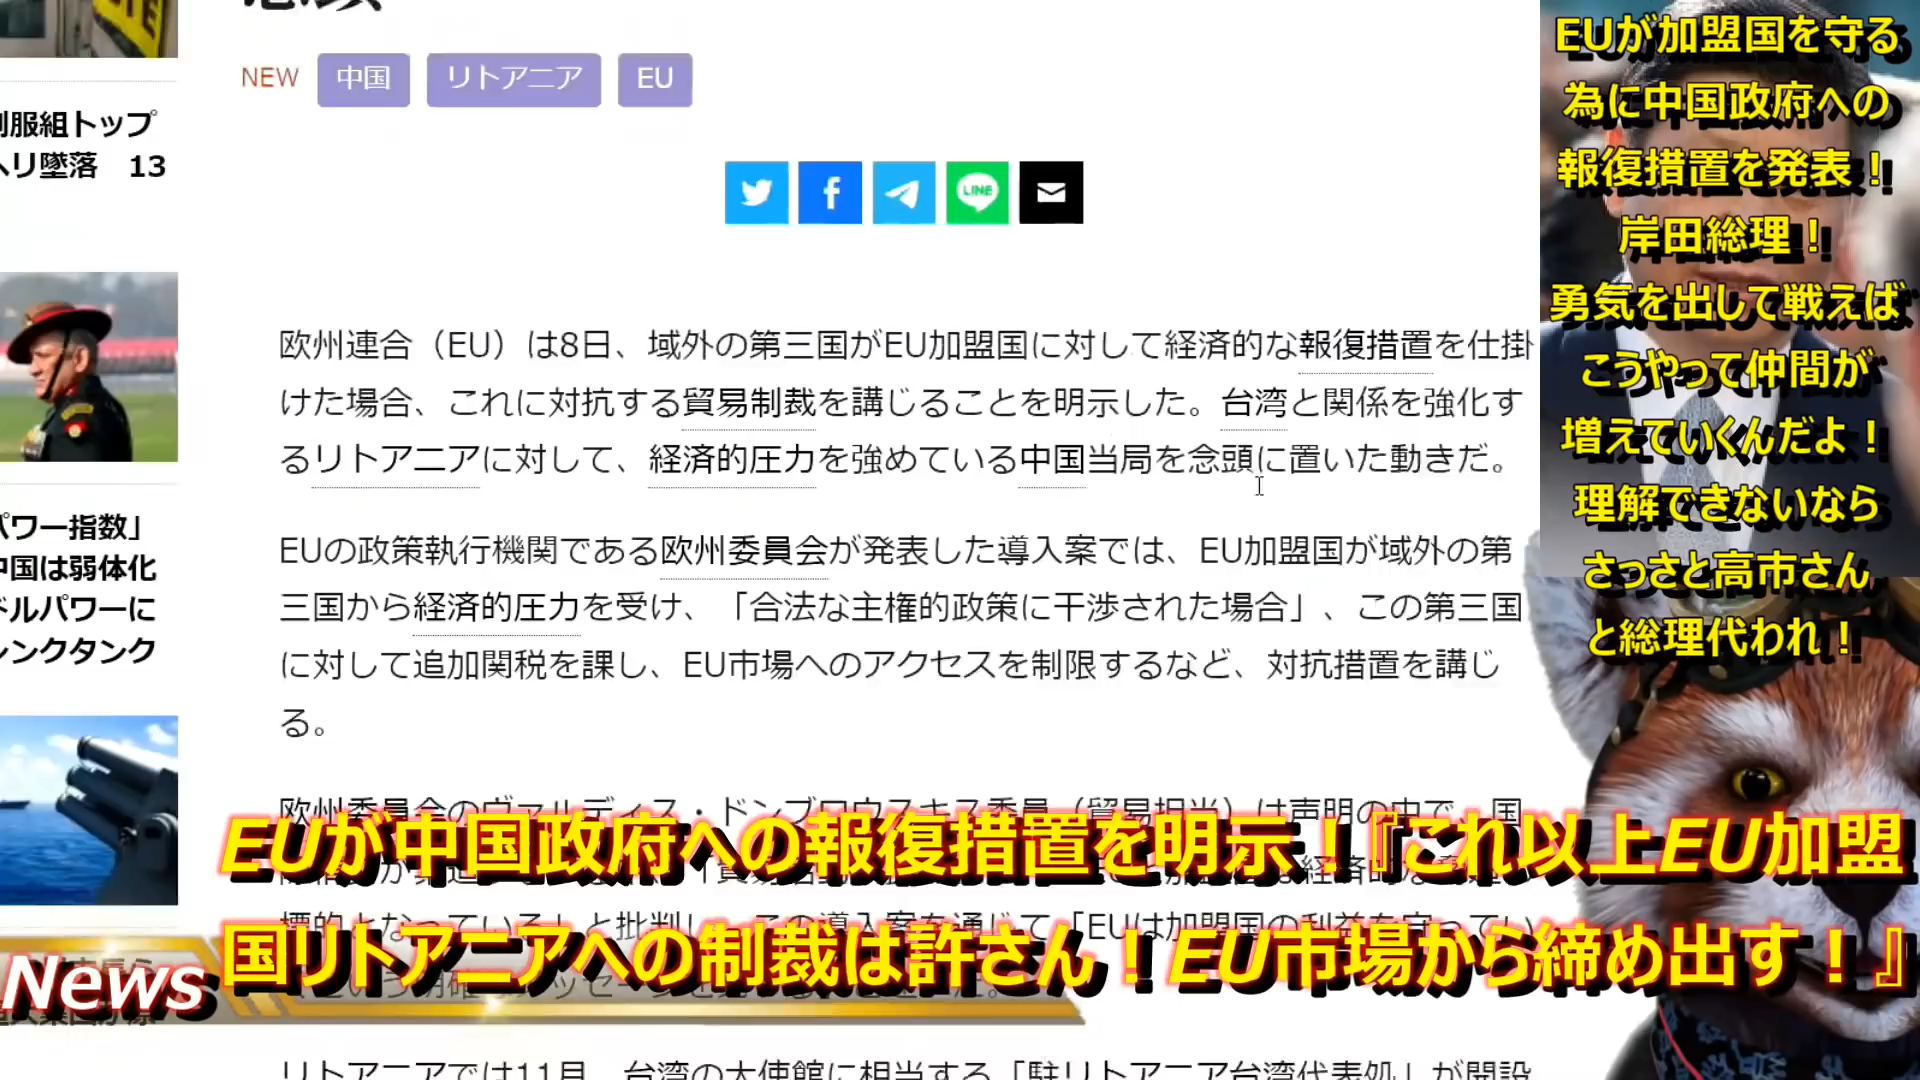 NEW 中国 リトアニア EU
服組トップ
ヘリ墜落 13
LINE
欧州連合（EU）は8日、域外の第三国がEU加盟国に対して経済的な報復措置を仕掛
けた場合、これに対抗する貿易制裁を講じることを明示した。台湾と関係を強化す
るリトアニアに対して、経済的圧力を強めている中国当局を念頭に置いた動きだ。
パワー指数」
中国は弱体化
ドルパワーに
シンクタンク
EUの政策執行機関である欧州委員会が発表した導入案では、EU加盟国が域外の第
三国から経済的圧力を受け、「合法な主権的政策に干渉された場合」、この第三国
に対して追加関税を課し、EU市場へのアクセスを制限するなど、対抗措置を講じ
る。
欧州委員会のヴァルディス・ドンブロウスキス委員（貿易担当）は声明の中で、国
標的となっている」と批判し、この導入案を通じて「EUは加盟国の利益を守ってい
リトアニアでは11月、台湾の大使館に相当する「駐リトアニア台湾代表処」が開設
EUが加盟国を守る
為に中国政府への
報復措置を発表！
岸田総理！
勇気を出して戦えば
こうやって仲間が
増えていくんだよ！
理解できないなら
さっさと高市さん
と総理代われ！
EUが中国政府への報復措置を明示！『これ以上EU加盟
国リトアニアへの制裁は許さん！EU市場から締め出す！』
News